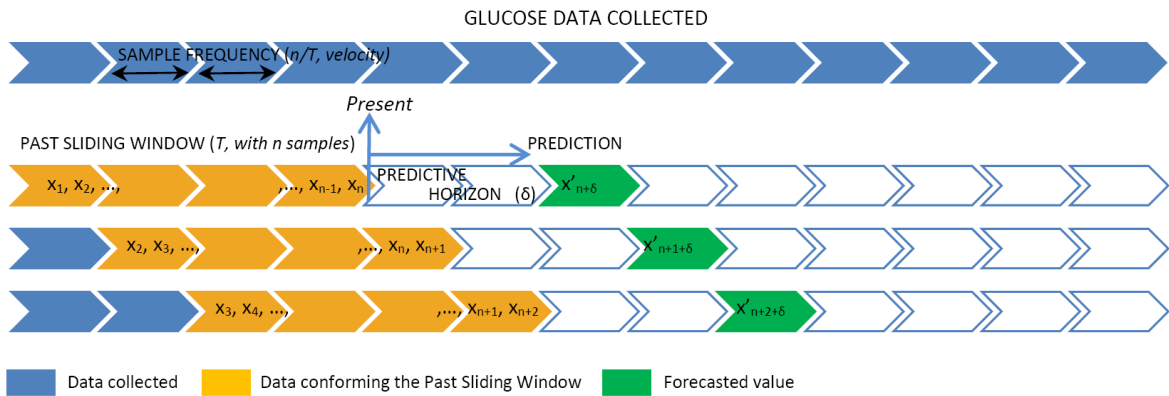 GLUCOSE DATA COLLECTED
SAMPLE FREQUENCY (n/T, velocity)
Present
PAST SLIDING WINDOW (T, with n samples)
PREDICTION
x₁, x₂, ...,
,..., xₙ₋₁, xₙ
PREDICTIVE
HORIZON (δ)
x'ₙ₊δ
x₂, x₃, ...,
,..., xₙ, xₙ₊₁
x'ₙ₊₁₊δ
x₃, x₄, ...,
,..., xₙ₊₁, xₙ₊₂
x'ₙ₊₂₊δ
Data collected
Data conforming the Past Sliding Window
Forecasted value